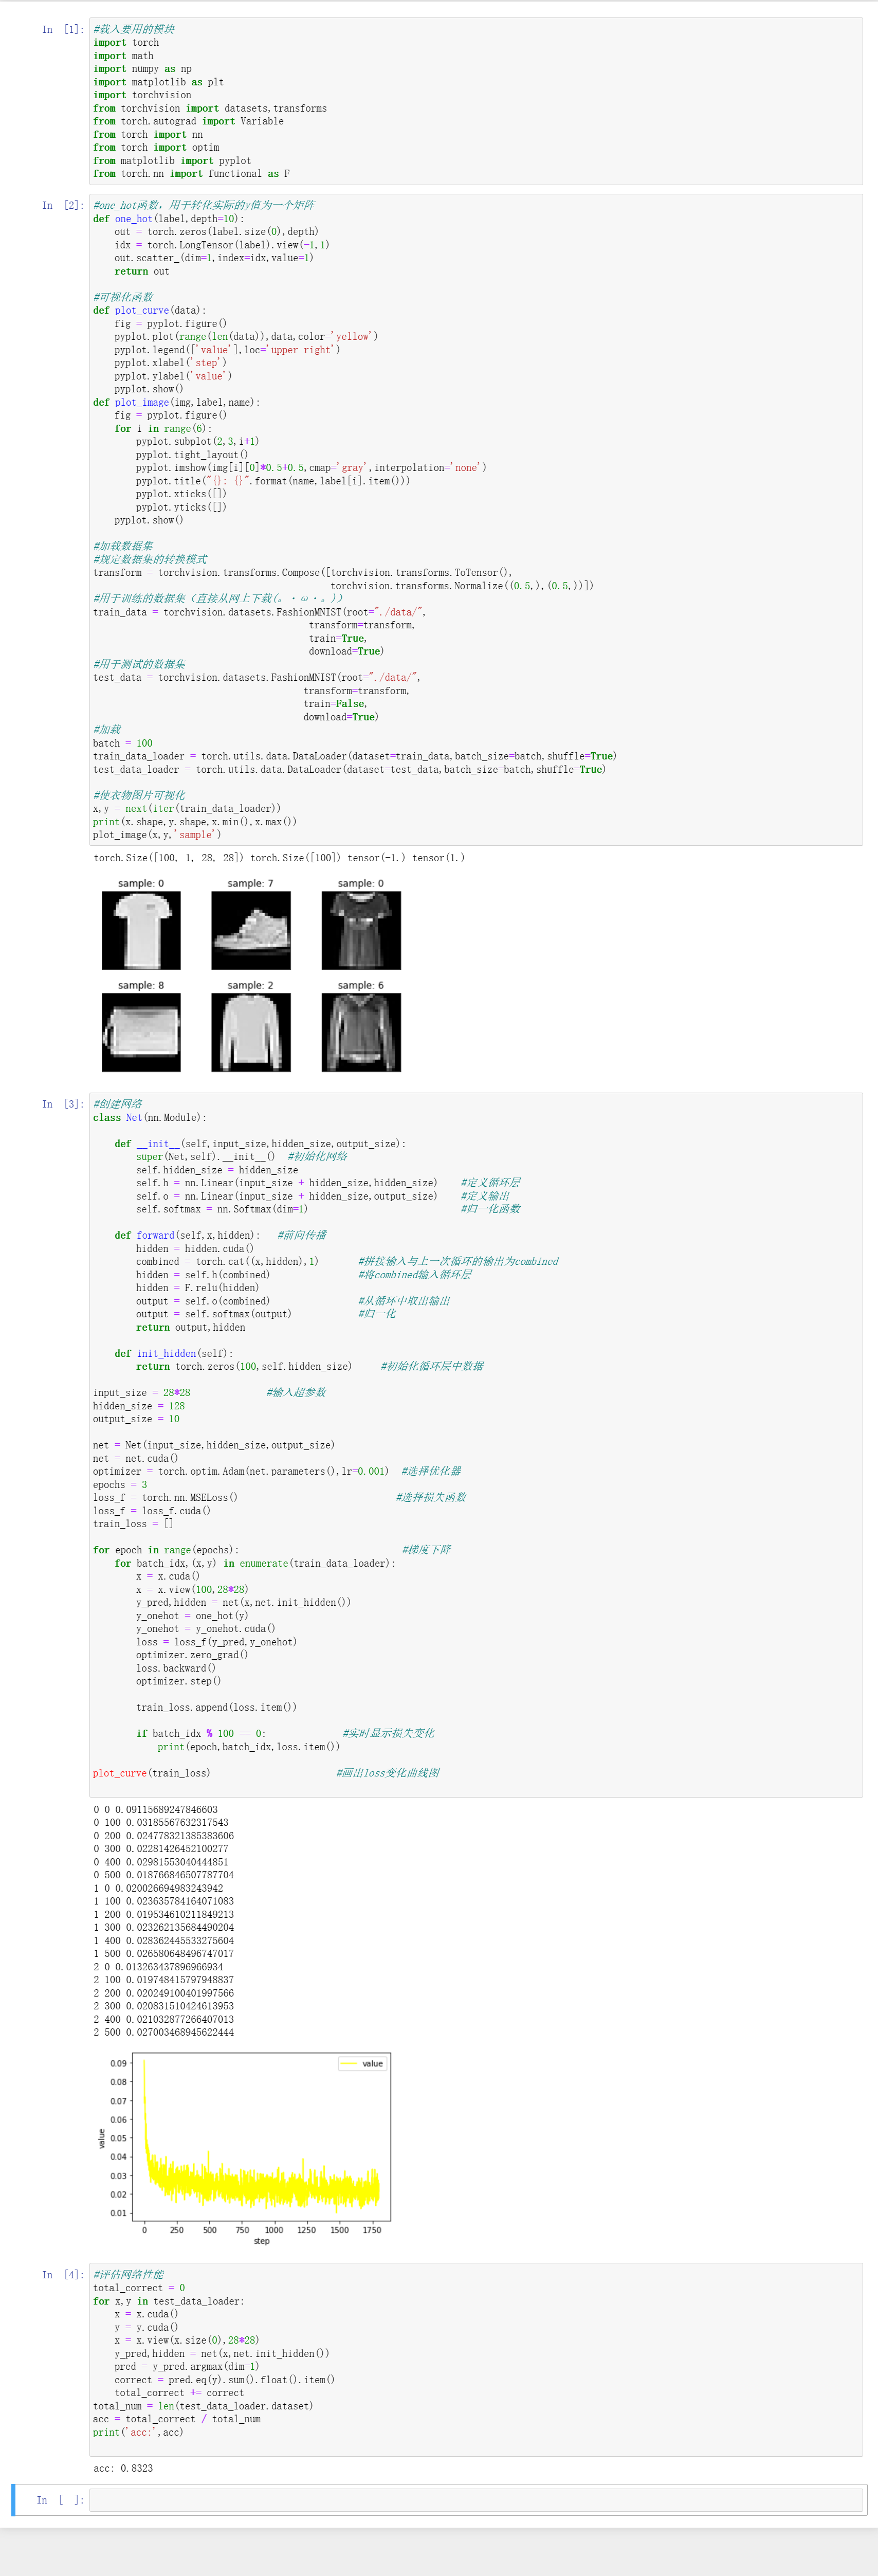 In [1]:
#载入要用的模块
import torch
import math
import numpy as np
import matplotlib as plt
import torchvision
from torchvision import datasets,transforms
from torch.autograd import Variable
from torch import nn
from torch import optim
from matplotlib import pyplot
from torch.nn import functional as F
In [2]:
#one_hot函数，用于转化实际的y值为一个矩阵
def one_hot(label,depth=10):
    out = torch.zeros(label.size(0),depth)
    idx = torch.LongTensor(label).view(-1,1)
    out.scatter_(dim=1,index=idx,value=1)
    return out
#可视化函数
def plot_curve(data):
    fig = pyplot.figure()
    pyplot.plot(range(len(data)),data,color='yellow')
    pyplot.legend(['value'],loc='upper right')
    pyplot.xlabel('step')
    pyplot.ylabel('value')
    pyplot.show()
def plot_image(img,label,name):
    fig = pyplot.figure()
    for i in range(6):
        pyplot.subplot(2,3,i+1)
        pyplot.tight_layout()
        pyplot.imshow(img[i][0]*0.5+0.5,cmap='gray',interpolation='none')
        pyplot.title("{}: {}".format(name,label[i].item()))
        pyplot.xticks([])
        pyplot.yticks([])
    pyplot.show()
#加载数据集
#规定数据集的转换模式
transform = torchvision.transforms.Compose([torchvision.transforms.ToTensor(),
torchvision.transforms.Normalize((0.5,),(0.5,))])
#用于训练的数据集（直接从网上下载(。・ω・。)）
train_data = torchvision.datasets.FashionMNIST(root="./data/",
transform=transform,
train=True,
download=True)
#用于测试的数据集
test_data = torchvision.datasets.FashionMNIST(root="./data/",
transform=transform,
train=False,
download=True)
#加载
batch = 100
train_data_loader = torch.utils.data.DataLoader(dataset=train_data,batch_size=batch,shuffle=True)
test_data_loader = torch.utils.data.DataLoader(dataset=test_data,batch_size=batch,shuffle=True)
#使衣物图片可视化
x,y = next(iter(train_data_loader))
print(x.shape,y.shape,x.min(),x.max())
plot_image(x,y,'sample')
torch.Size([100, 1, 28, 28]) torch.Size([100]) tensor(-1.) tensor(1.)
sample: 0 sample: 7 sample: 0
sample: 8 sample: 2 sample: 6
In [3]:
#创建网络
class Net(nn.Module):
    def __init__(self,input_size,hidden_size,output_size):
        super(Net,self).__init__()  #初始化网络
        self.hidden_size = hidden_size
        self.h = nn.Linear(input_size + hidden_size,hidden_size)    #定义循环层
        self.o = nn.Linear(input_size + hidden_size,output_size)    #定义输出
        self.softmax = nn.Softmax(dim=1)    #归一化函数
    def forward(self,x,hidden):   #前向传播
        hidden = hidden.cuda()
        combined = torch.cat((x,hidden),1)    #拼接输入与上一次循环的输出为combined
        hidden = self.h(combined)    #将combined输入循环层
        hidden = F.relu(hidden)
        output = self.o(combined)    #从循环中取出输出
        output = self.softmax(output)    #归一化
        return output,hidden
    def init_hidden(self):
        return torch.zeros(100,self.hidden_size)    #初始化循环层中数据
input_size = 28*28    #输入超参数
hidden_size = 128
output_size = 10
net = Net(input_size,hidden_size,output_size)
net = net.cuda()
optimizer = torch.optim.Adam(net.parameters(),lr=0.001)  #选择优化器
epochs = 3
loss_f = torch.nn.MSELoss()    #选择损失函数
loss_f = loss_f.cuda()
train_loss = []
for epoch in range(epochs):    #梯度下降
    for batch_idx,(x,y) in enumerate(train_data_loader):
        x = x.cuda()
        x = x.view(100,28*28)
        y_pred,hidden = net(x,net.init_hidden())
        y_onehot = one_hot(y)
        y_onehot = y_onehot.cuda()
        loss = loss_f(y_pred,y_onehot)
        optimizer.zero_grad()
        loss.backward()
        optimizer.step()
        train_loss.append(loss.item())
        if batch_idx % 100 == 0:    #实时显示损失变化
            print(epoch,batch_idx,loss.item())
plot_curve(train_loss)    #画出loss变化曲线图
0 0 0.09115689247846603
0 100 0.03185567632317543
0 200 0.024778321385383606
0 300 0.02281426452100277
0 400 0.02981553040444851
0 500 0.018766846507787704
1 0 0.020026694983243942
1 100 0.023635784164071083
1 200 0.019534610211849213
1 300 0.023262135684490204
1 400 0.028362445533275604
1 500 0.026580648496747017
2 0 0.013263437896966934
2 100 0.019748415797948837
2 200 0.020249100401997566
2 300 0.020831510424613953
2 400 0.021032877266407013
2 500 0.027003468945622444
value
0.09
0.08
0.07
0.06
0.05
0.04
0.03
0.02
0.01
value
0 250 500 750 1000 1250 1500 1750
step
In [4]:
#评估网络性能
total_correct = 0
for x,y in test_data_loader:
    x = x.cuda()
    y = y.cuda()
    x = x.view(x.size(0),28*28)
    y_pred,hidden = net(x,net.init_hidden())
    pred = y_pred.argmax(dim=1)
    correct = pred.eq(y).sum().float().item()
    total_correct += correct
total_num = len(test_data_loader.dataset)
acc = total_correct / total_num
print('acc:',acc)
acc: 0.8323
In [ ]: